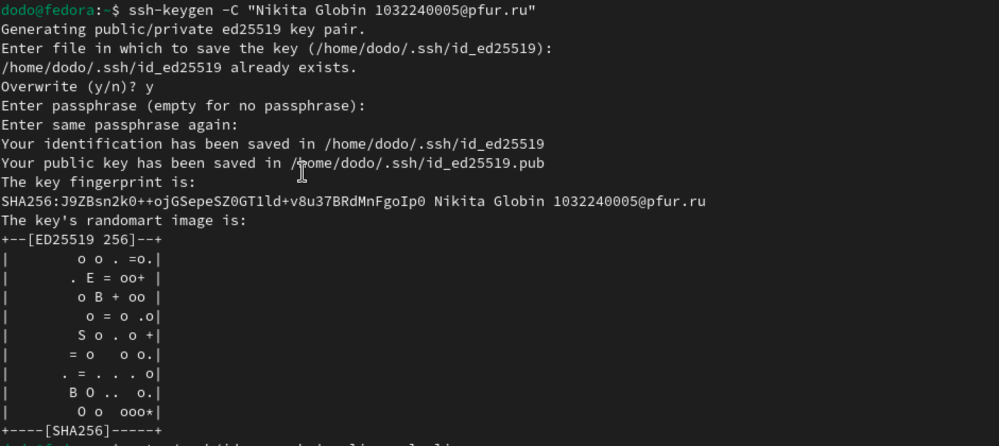 dodo@fedora:~$ ssh-keygen -C "Nikita Globin 1032240005@pfur.ru"
Generating public/private ed25519 key pair.
Enter file in which to save the key (/home/dodo/.ssh/id_ed25519):
/home/dodo/.ssh/id_ed25519 already exists.
Overwrite (y/n)? y
Enter passphrase (empty for no passphrase):
Enter same passphrase again:
Your identification has been saved in /home/dodo/.ssh/id_ed25519
Your public key has been saved in /home/dodo/.ssh/id_ed25519.pub
The key fingerprint is:
SHA256:J9ZBsn2k0++ojGSepeSZ0GT1ld+v8u37BRdMnFgoIp0 Nikita Globin 1032240005@pfur.ru
The key's randomart image is:
+--[ED25519 256]--+
|        o o . =o.|
|       . E = oo+ |
|        o B + oo |
|         o = o .o|
|        S o . o +|
|       = o   o o.|
|      . = . . . o|
|       B O ..  o.|
|        O o  ooo*|
+----[SHA256]-----+